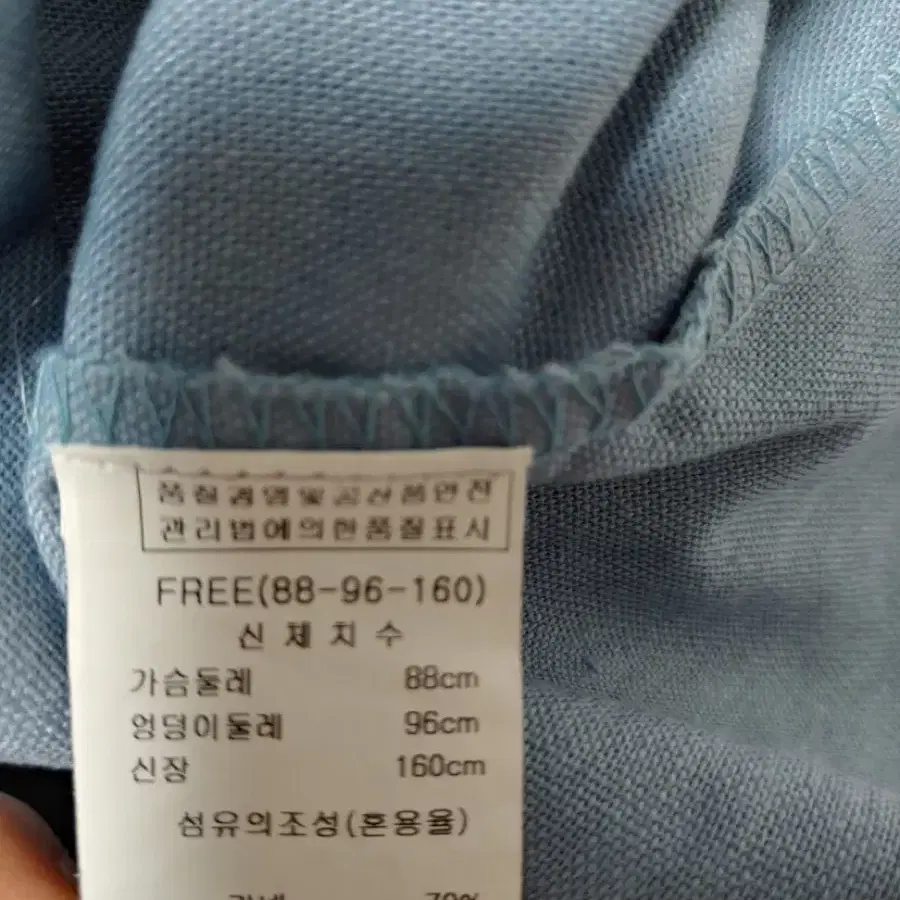 품질경영및공산품안전
관리법에의한품질표시
FREE(88-96-160)
신체치수
가슴둘레 88cm
엉덩이둘레 96cm
신장 160cm
섬유의조성(혼용율)